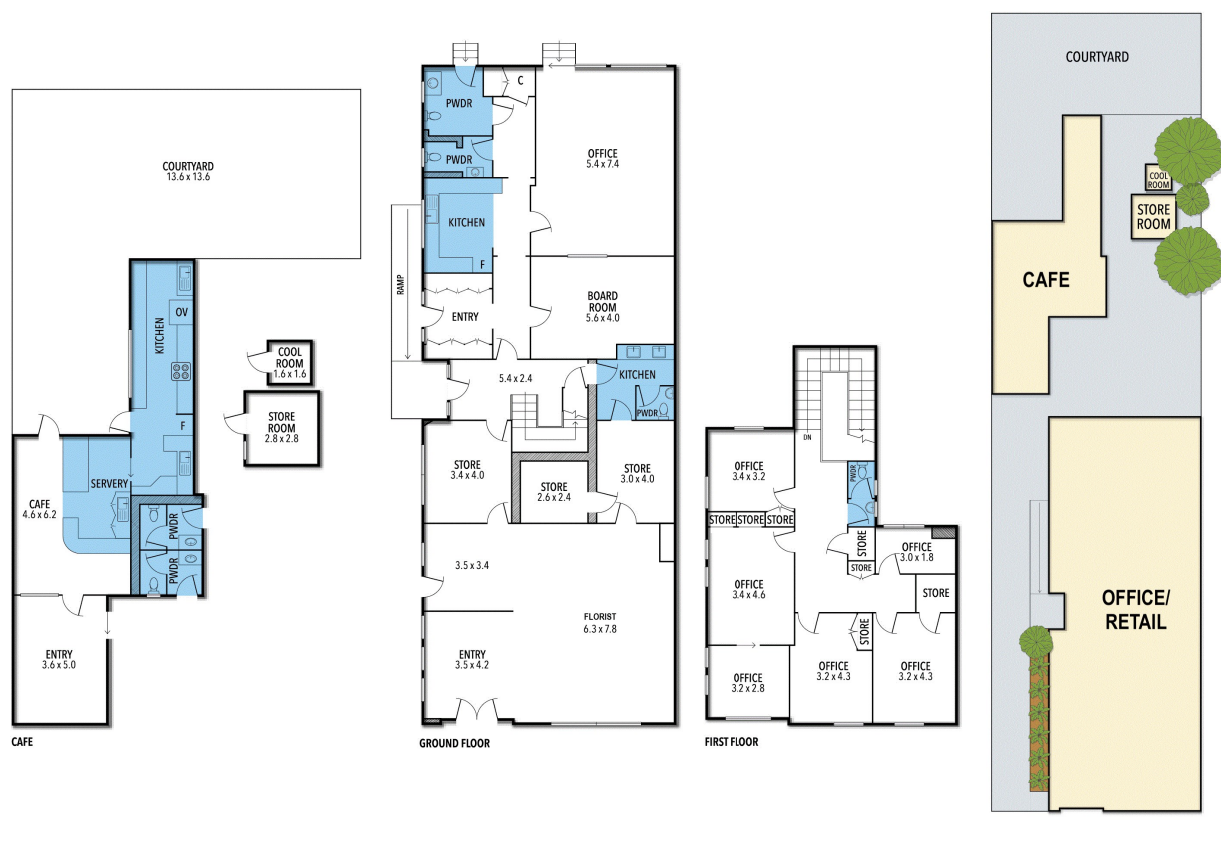 COURTYARD
13.6 x 13.6
KITCHEN
OV
F
COOL
ROOM
1.6 x 1.6
STORE
ROOM
2.8 x 2.8
SERVERY
CAFE
4.6 x 6.2
PWDR
PWDR
ENTRY
3.6 x 5.0
CAFE
PWDR
C
PWDR
OFFICE
5.4 x 7.4
KITCHEN
F
RAMP
ENTRY
BOARD
ROOM
5.6 x 4.0
5.4 x 2.4
KITCHEN
PWDR
STORE
3.4 x 4.0
STORE
2.6 x 2.4
STORE
3.0 x 4.0
3.5 x 3.4
FLORIST
6.3 x 7.8
ENTRY
3.5 x 4.2
GROUND FLOOR
DN
OFFICE
3.4 x 3.2
PWDR
STORE
STORE
STORE
STORE
OFFICE
3.0 x 1.8
STORE
OFFICE
3.4 x 4.6
STORE
STORE
OFFICE
3.2 x 2.8
OFFICE
3.2 x 4.3
OFFICE
3.2 x 4.3
FIRST FLOOR
COURTYARD
COOL
ROOM
STORE
ROOM
CAFE
OFFICE/
RETAIL